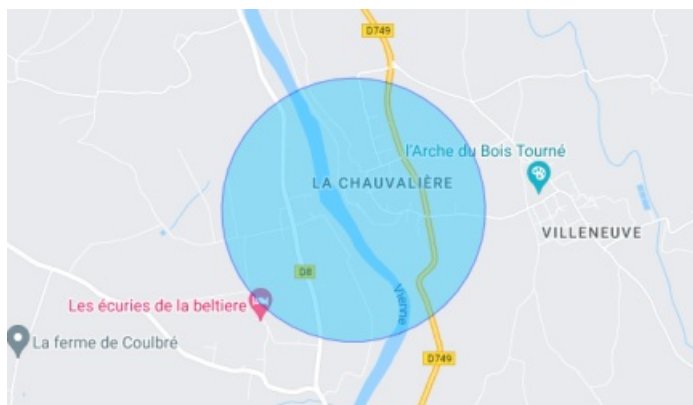 D749
l'Arche du Bois Tourné
LA CHAUVALIÈRE
VILLENEUVE
D8
Les écuries de la beltiere
Vienne
La ferme de Coulbré
D749